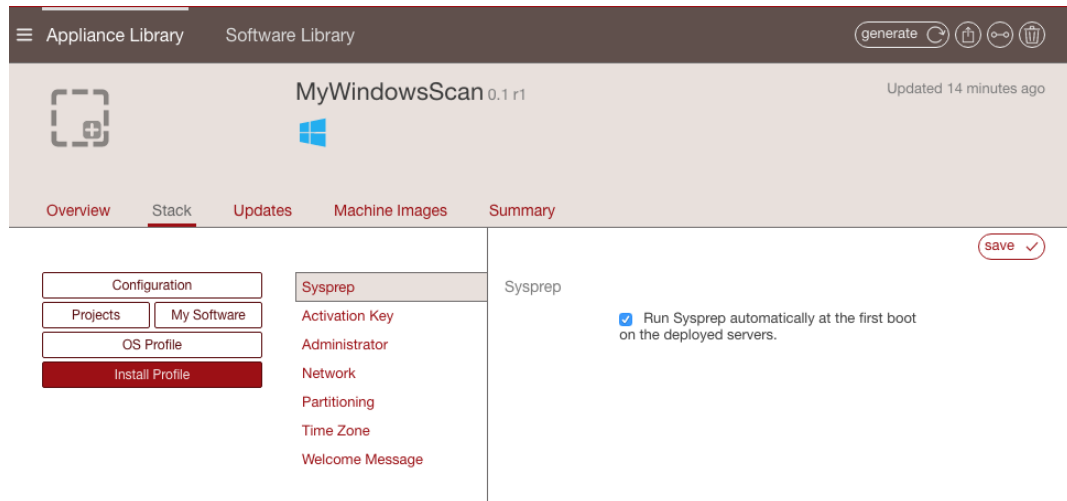 Appliance Library Software Library generate
MyWindowsScan 0.1 r1 Updated 14 minutes ago
Overview Stack Updates Machine Images Summary
save
Configuration
Projects My Software
OS Profile
Install Profile
Sysprep
Activation Key
Administrator
Network
Partitioning
Time Zone
Welcome Message
Sysprep
Run Sysprep automatically at the first boot
on the deployed servers.